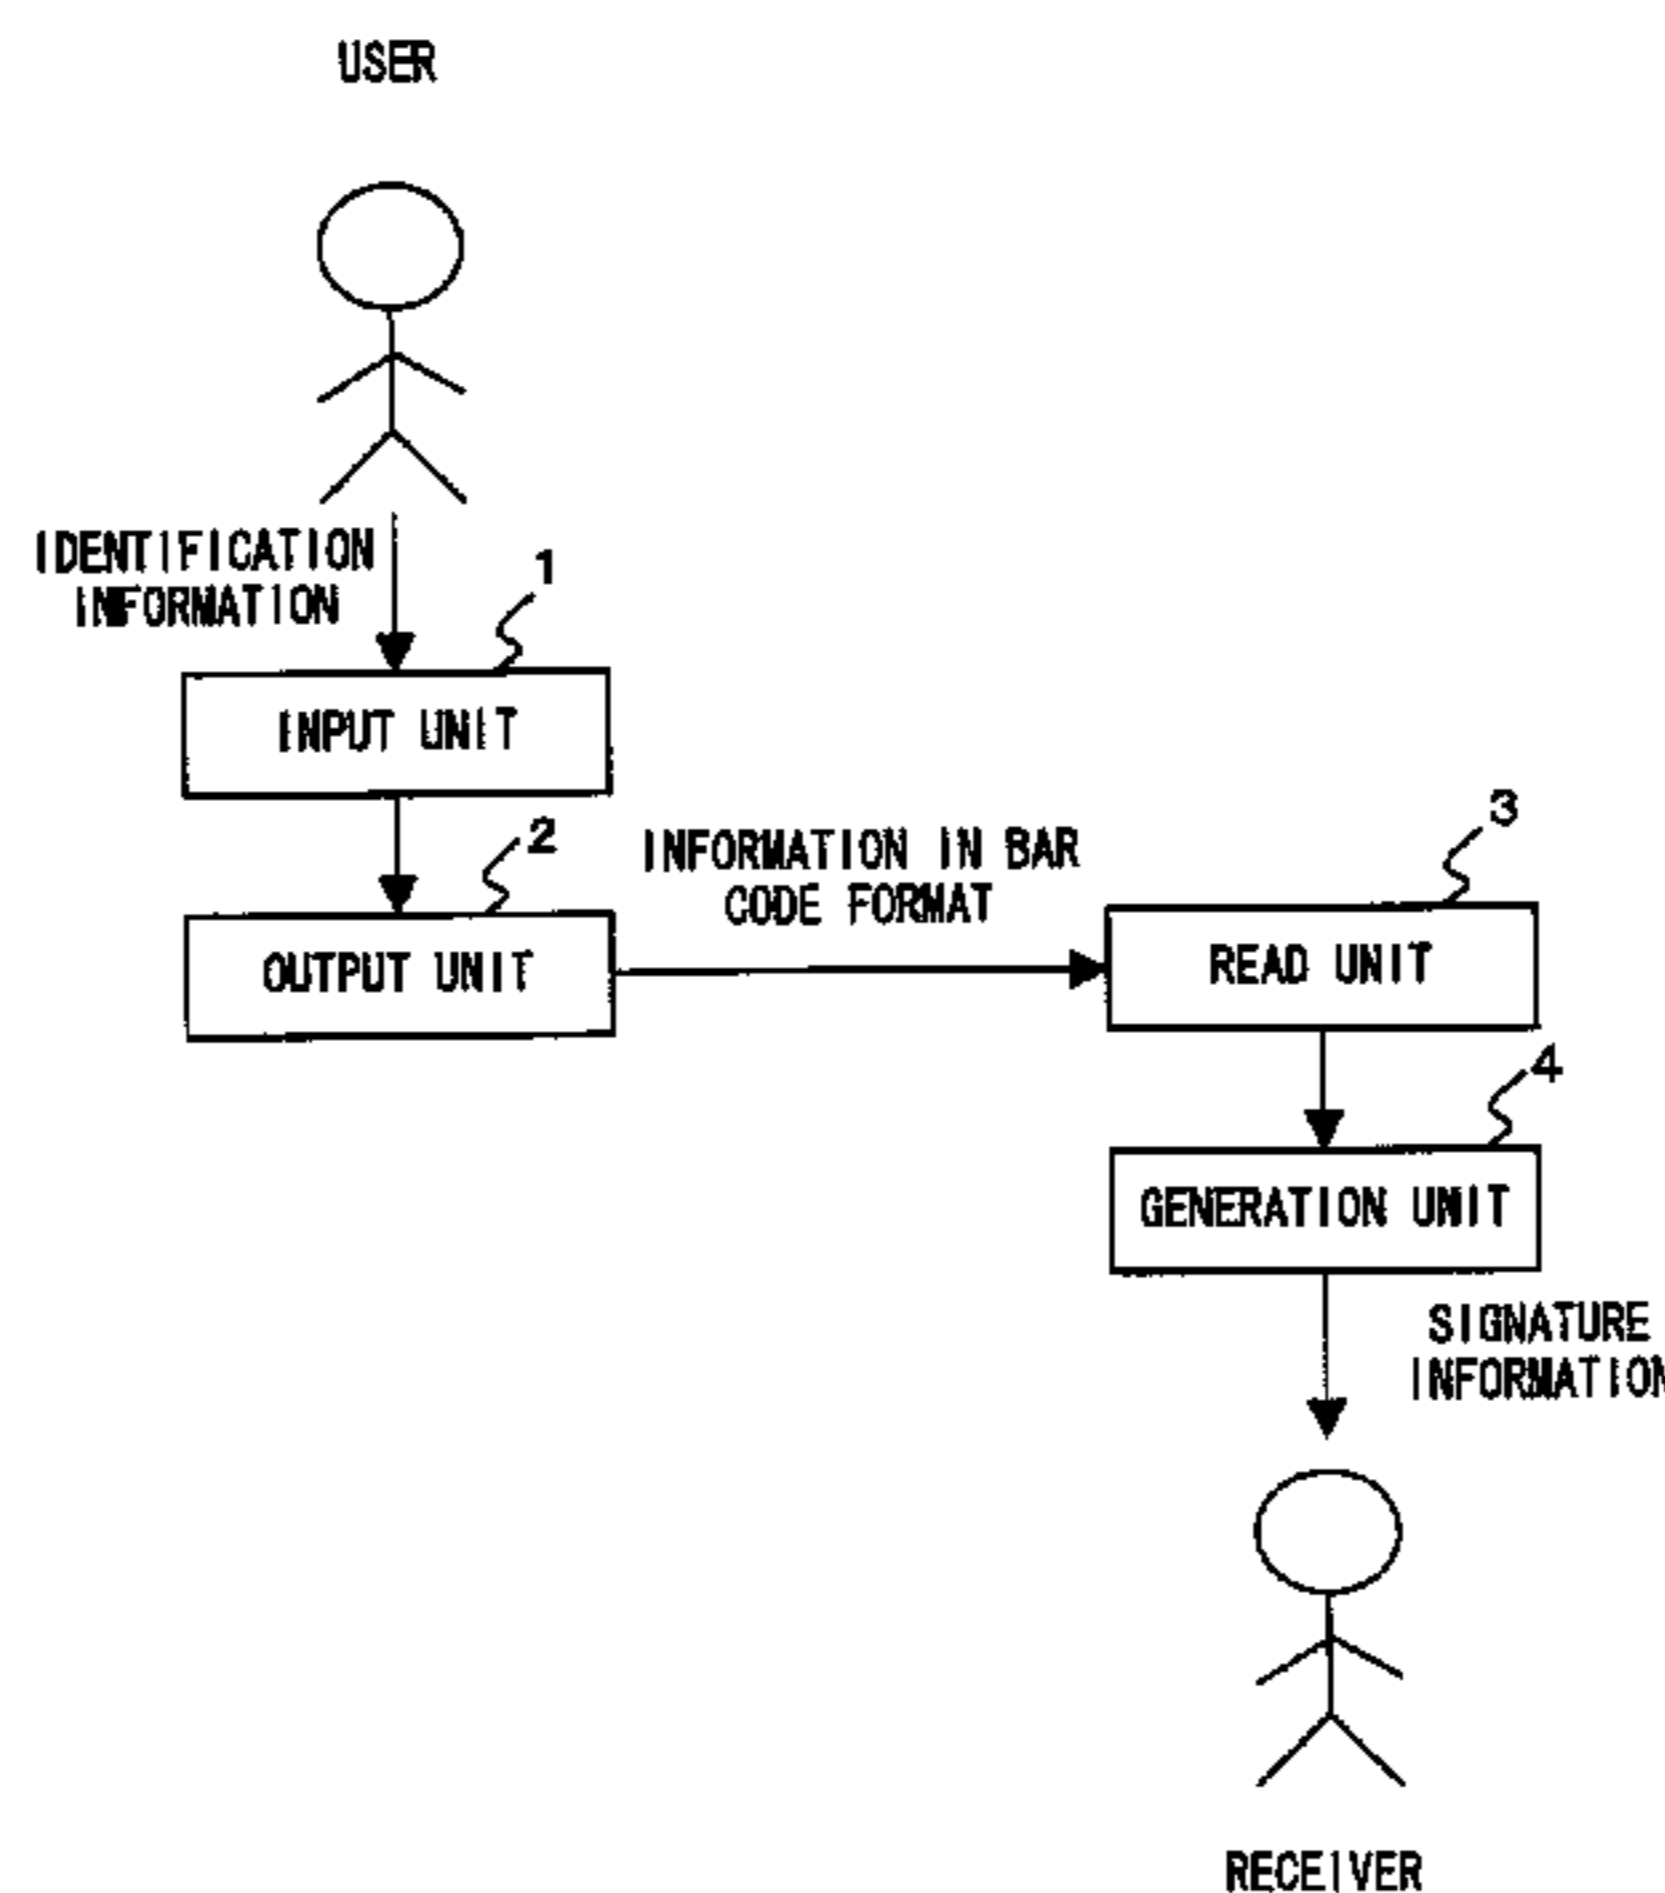 USER
IDENTIFICATION
INFORMATION
1
INPUT UNIT
2
INFORMATION IN BAR
CODE FORMAT
3
OUTPUT UNIT
READ UNIT
4
GENERATION UNIT
SIGNATURE
INFORMATION
RECEIVER